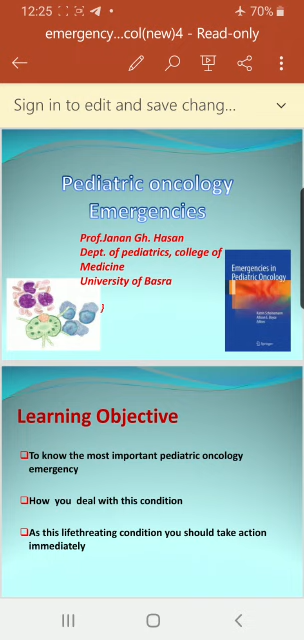 12:25
70%
emergency...col(new)4 - Read-only
Sign in to edit and save chang...
Pediatric oncology
Emergencies
Prof.Janan Gh. Hasan
Dept. of pediatrics, college of
Medicine
University of Basra
}
Emergencies in
Pediatric Oncology
Springer
Learning Objective
To know the most important pediatric oncology
emergency
How you deal with this condition
As this lifethreating condition you should take action
immediately